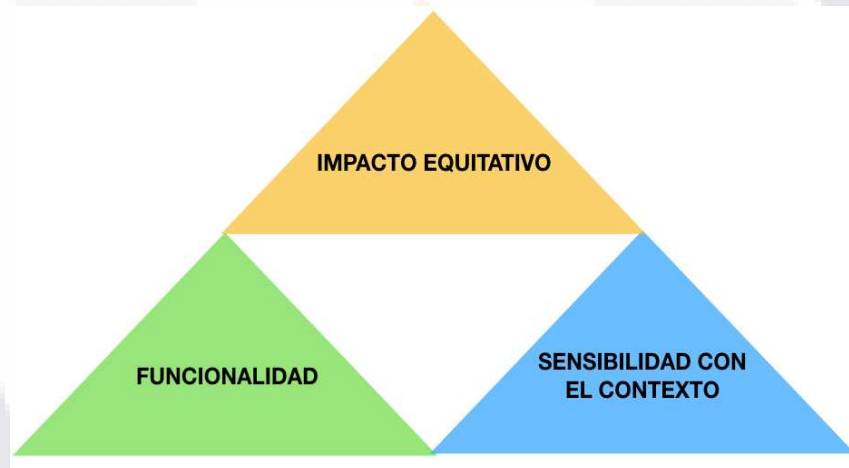 IMPACTO EQUITATIVO
FUNCIONALIDAD
SENSIBILIDAD CON
EL CONTEXTO